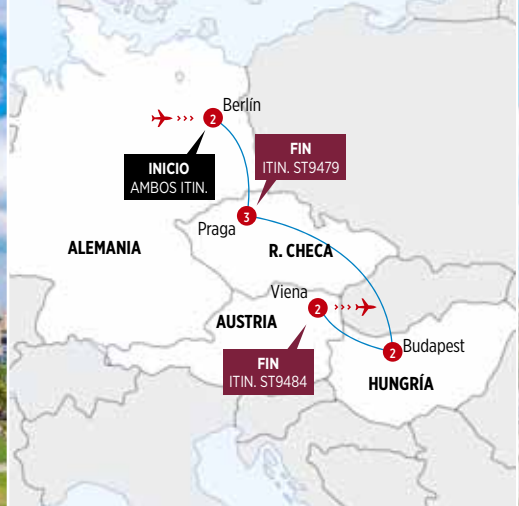 Berlín
2
INICIO
AMBOS ITIN.
FIN
ITIN. ST9479
3
Praga
ALEMANIA
R. CHECA
Viena
2
AUSTRIA
Budapest
2
FIN
ITIN. ST9484
HUNGRÍA